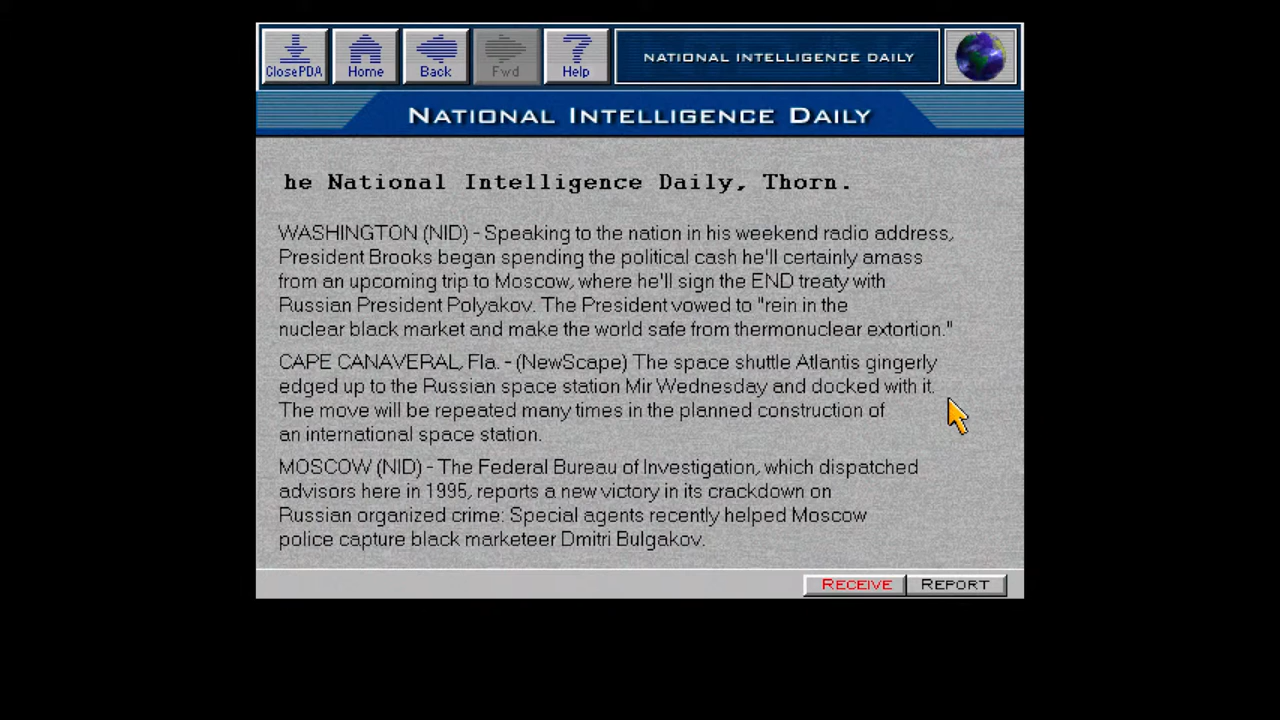 ClosePDA
Home
Back
Fwd
Help
NATIONAL INTELLIGENCE DAILY
NATIONAL INTELLIGENCE DAILY
he National Intelligence Daily, Thorn.
WASHINGTON (NID) - Speaking to the nation in his weekend radio address,
President Brooks began spending the political cash he'll certainly amass
from an upcoming trip to Moscow, where he'll sign the END treaty with
Russian President Polyakov. The President vowed to "rein in the
nuclear black market and make the world safe from thermonuclear extortion."
CAPE CANAVERAL, Fla. - (NewScape) The space shuttle Atlantis gingerly
edged up to the Russian space station Mir Wednesday and docked with it.
The move will be repeated many times in the planned construction of
an international space station.
MOSCOW (NID) - The Federal Bureau of Investigation, which dispatched
advisors here in 1995, reports a new victory in its crackdown on
Russian organized crime: Special agents recently helped Moscow
police capture black marketeer Dmitri Bulgakov.
RECEIVE
REPORT